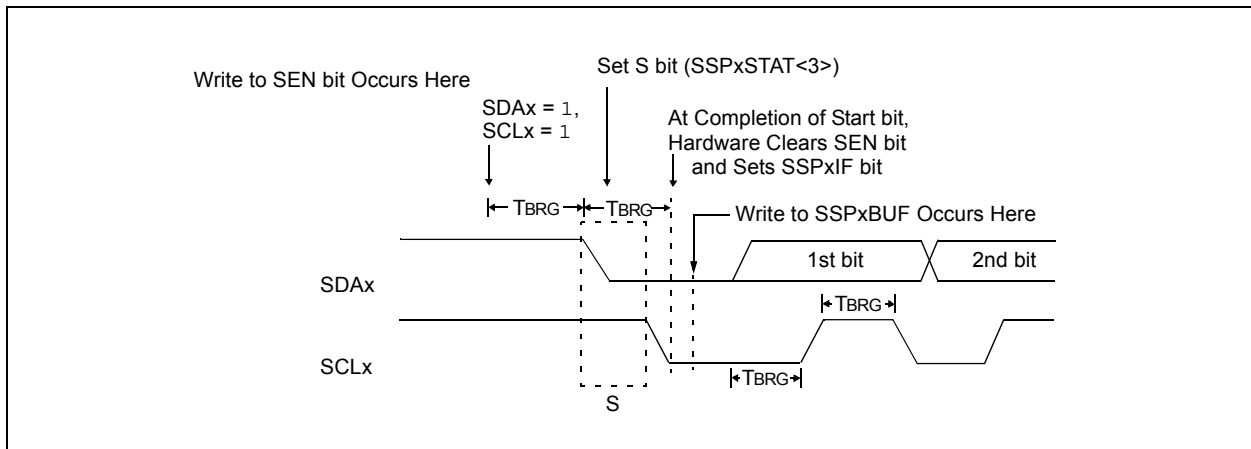 Write to SEN bit Occurs Here
Set S bit (SSPxSTAT<3>)
SDAx = 1,
SCLx = 1
At Completion of Start bit,
Hardware Clears SEN bit
and Sets SSPxIF bit
TBRG
TBRG
Write to SSPxBUF Occurs Here
SDAx
1st bit
2nd bit
TBRG
SCLx
TBRG
S